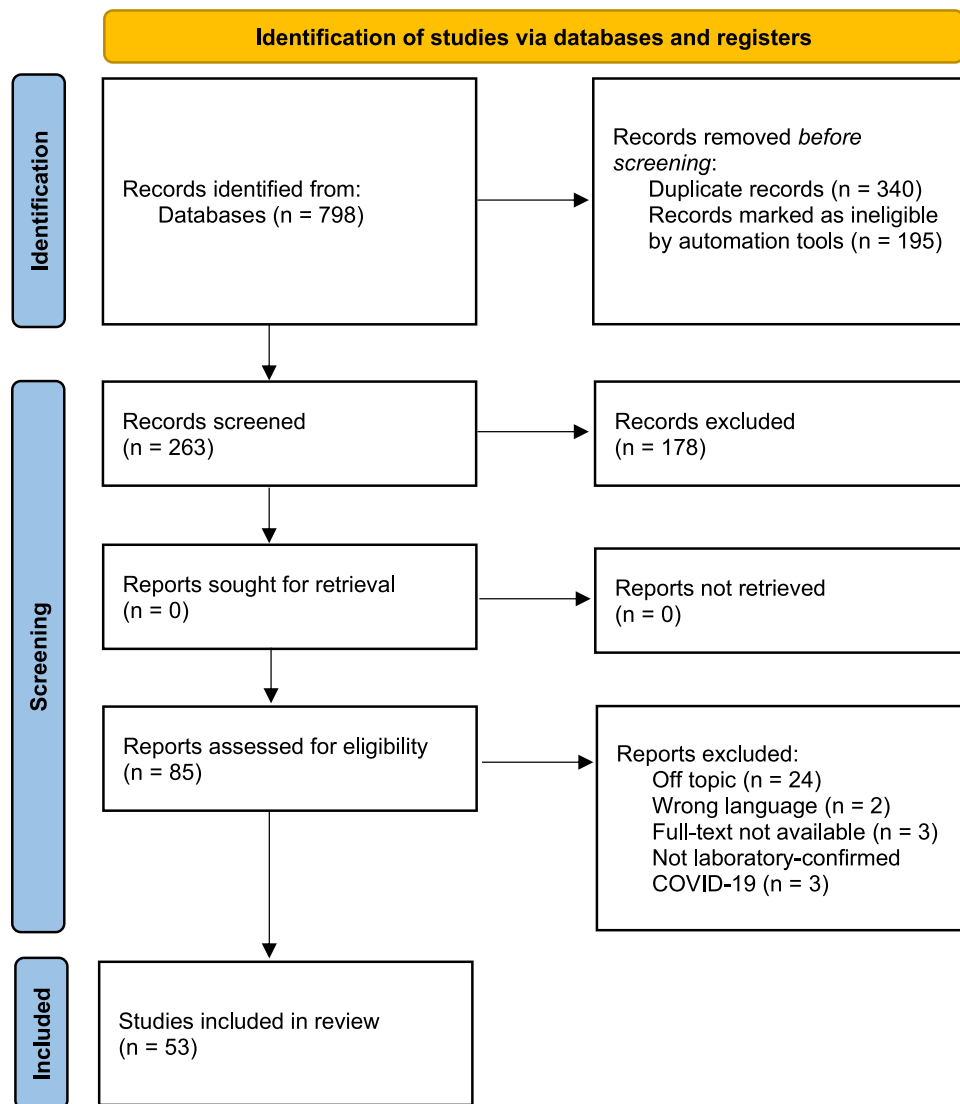 Identification of studies via databases and registers
Identification
Records identified from:
Databases (n = 798)
Records removed before
screening:
Duplicate records (n = 340)
Records marked as ineligible
by automation tools (n = 195)
Screening
Records screened
(n = 263)
Records excluded
(n = 178)
Reports sought for retrieval
(n = 0)
Reports not retrieved
(n = 0)
Reports assessed for eligibility
(n = 85)
Reports excluded:
Off topic (n = 24)
Wrong language (n = 2)
Full-text not available (n = 3)
Not laboratory-confirmed
COVID-19 (n = 3)
Included
Studies included in review
(n = 53)